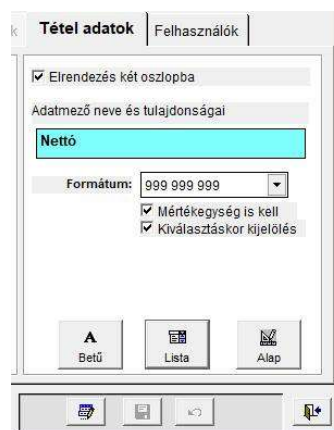 Tétel adatok
Felhasználók
Elrendezés két oszlopba
Adatmező neve és tulajdonságai
Nettó
Formátum: 999 999 999
Mértékegység is kell
Kiválasztáskor kijelölés
A
Betű
Lista
Alap